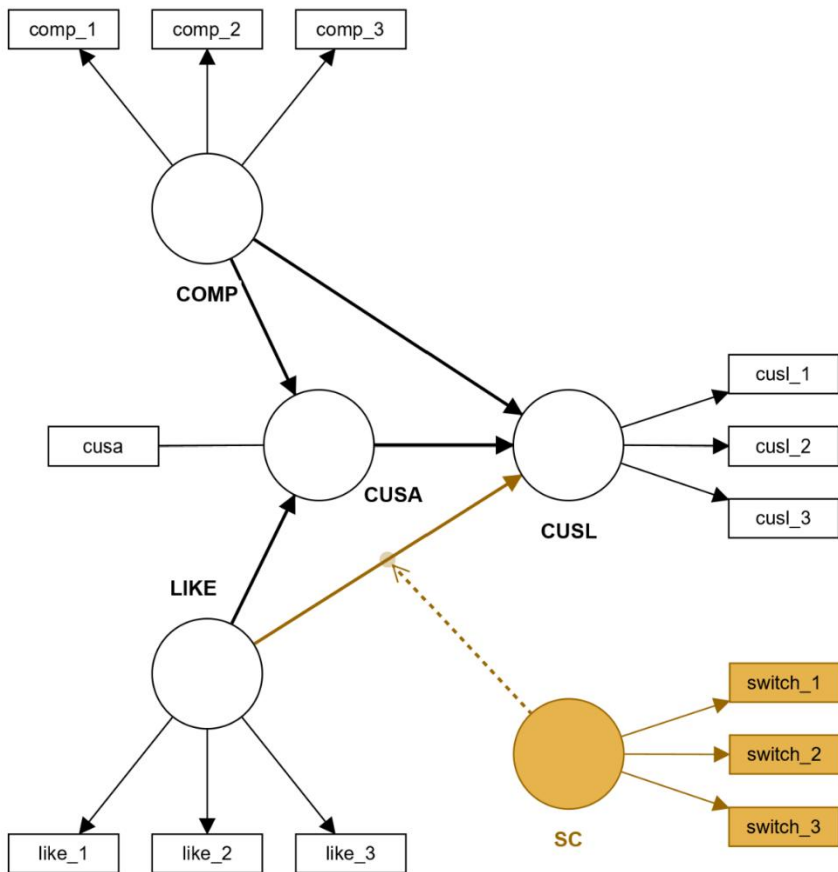 comp_1
comp_2
comp_3
COMP
cusl_1
cusa
cusl_2
CUSA
cusl_3
CUSL
LIKE
switch_1
switch_2
switch_3
SC
like_1
like_2
like_3